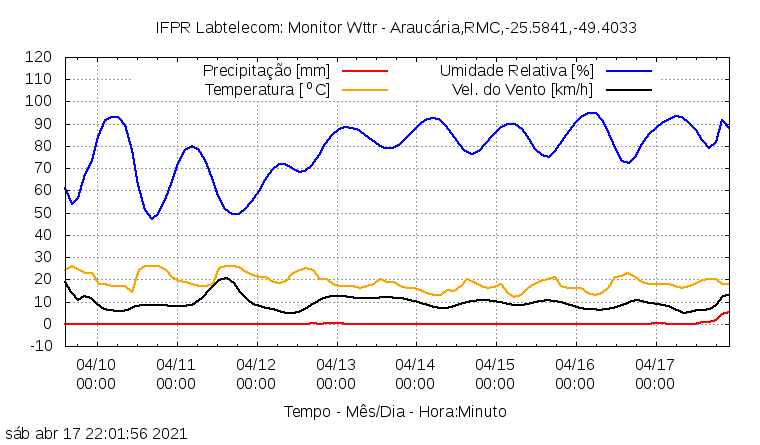 IFPR Labtelecom: Monitor Wttr - Araucária,RMC,-25.5841,-49.4033
Precipitação [mm]
Umidade Relativa [%]
Temperatura [ ⁰C]
Vel. do Vento [km/h]
120
110
100
90
80
70
60
50
40
30
20
10
0
-10
04/10 04/11 04/12 04/13 04/14 04/15 04/16 04/17
00:00 00:00 00:00 00:00 00:00 00:00 00:00 00:00
Tempo - Mês/Dia - Hora:Minuto
sáb abr 17 22:01:56 2021